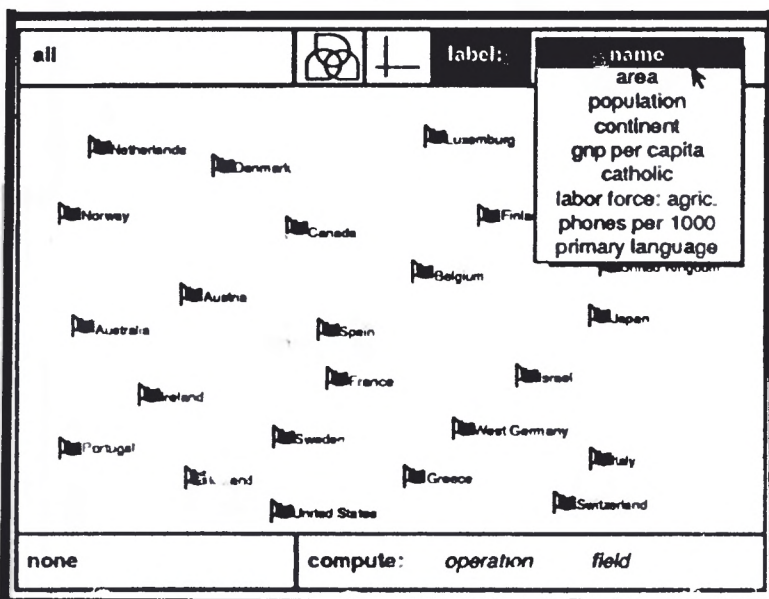 all label: name
area
population
continent
gnp per capita
catholic
labor force: agric.
phones per 1000
primary language
Netherlands
Denmark
Luxemburg
Norway
Canada
Belgium
Austria
Australia
Spain
Japan
France
Israel
Ireland
Sweden
West Germany
Portugal
Italy
Greece
Switzerland
United States
none compute: operation field